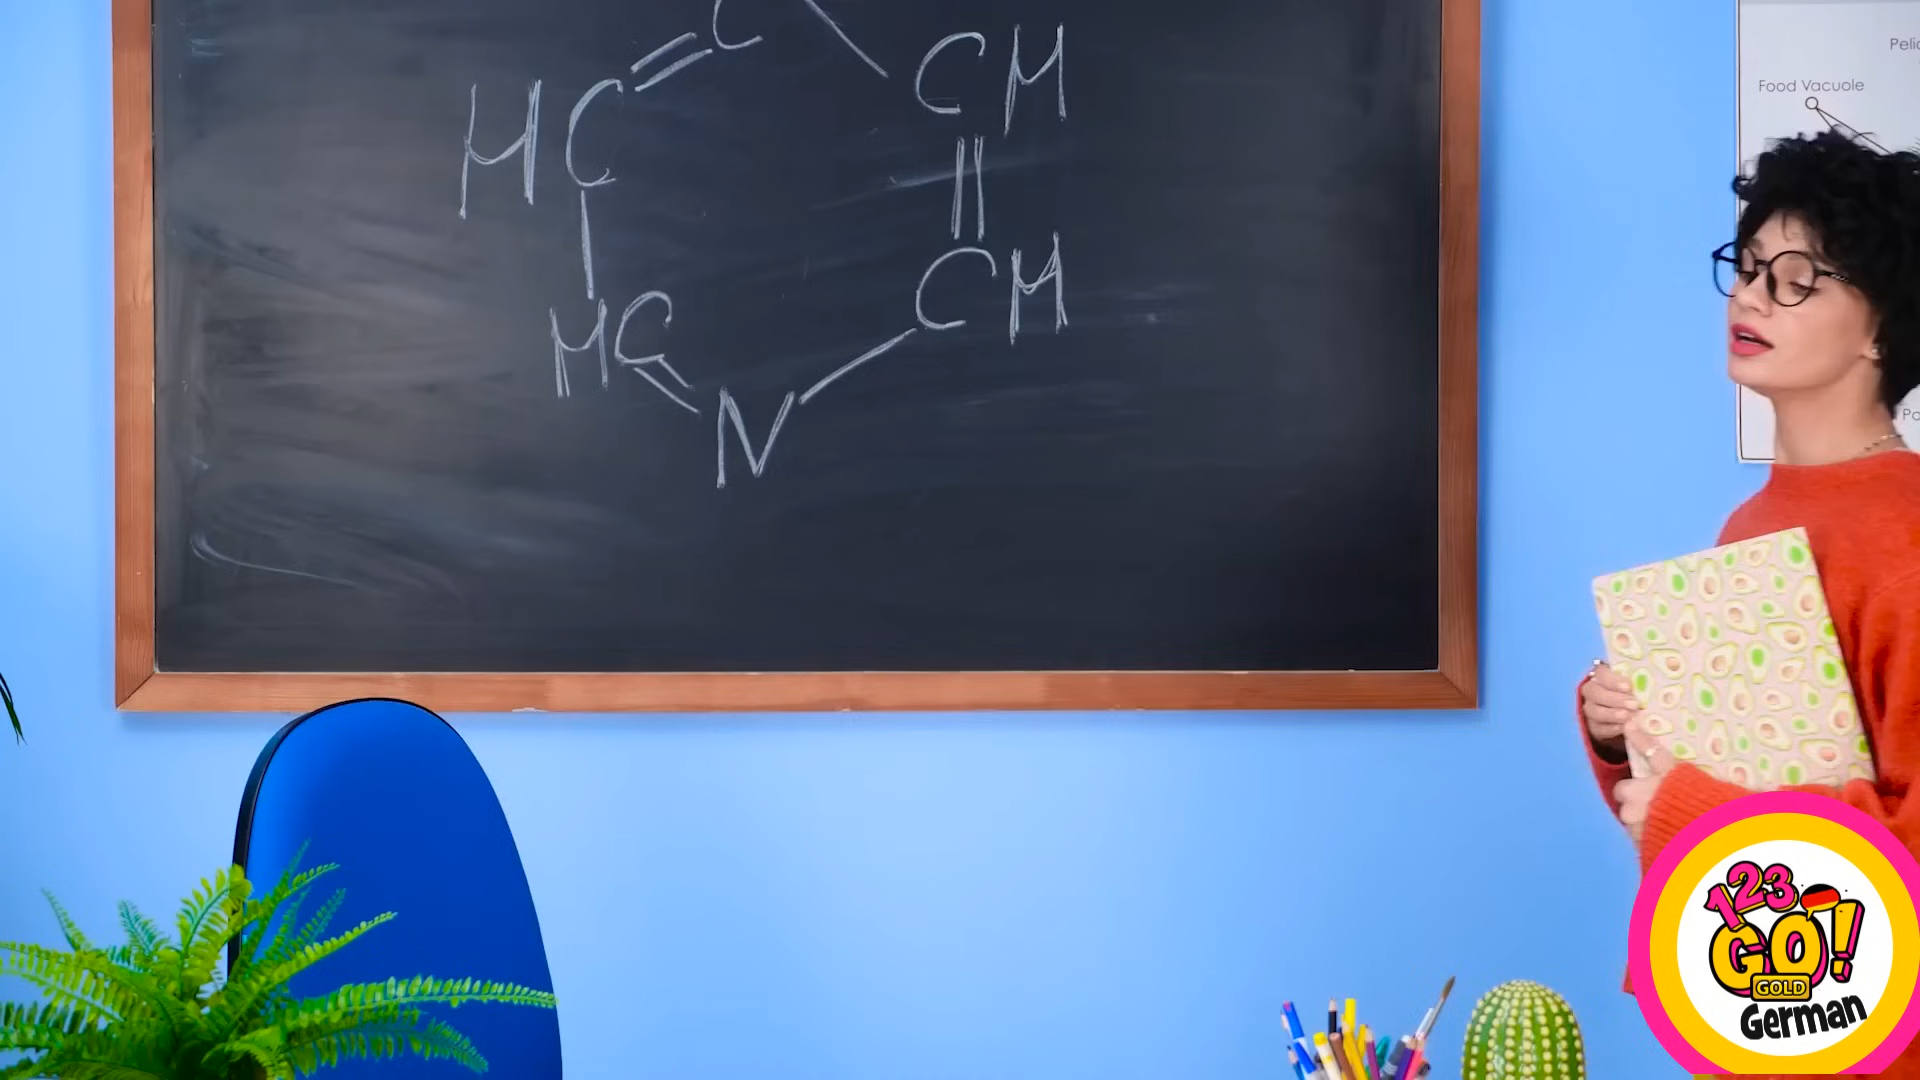 C
HC
CH
CH
HC
N
Food Vacuole
123
GO!
GOLD
German